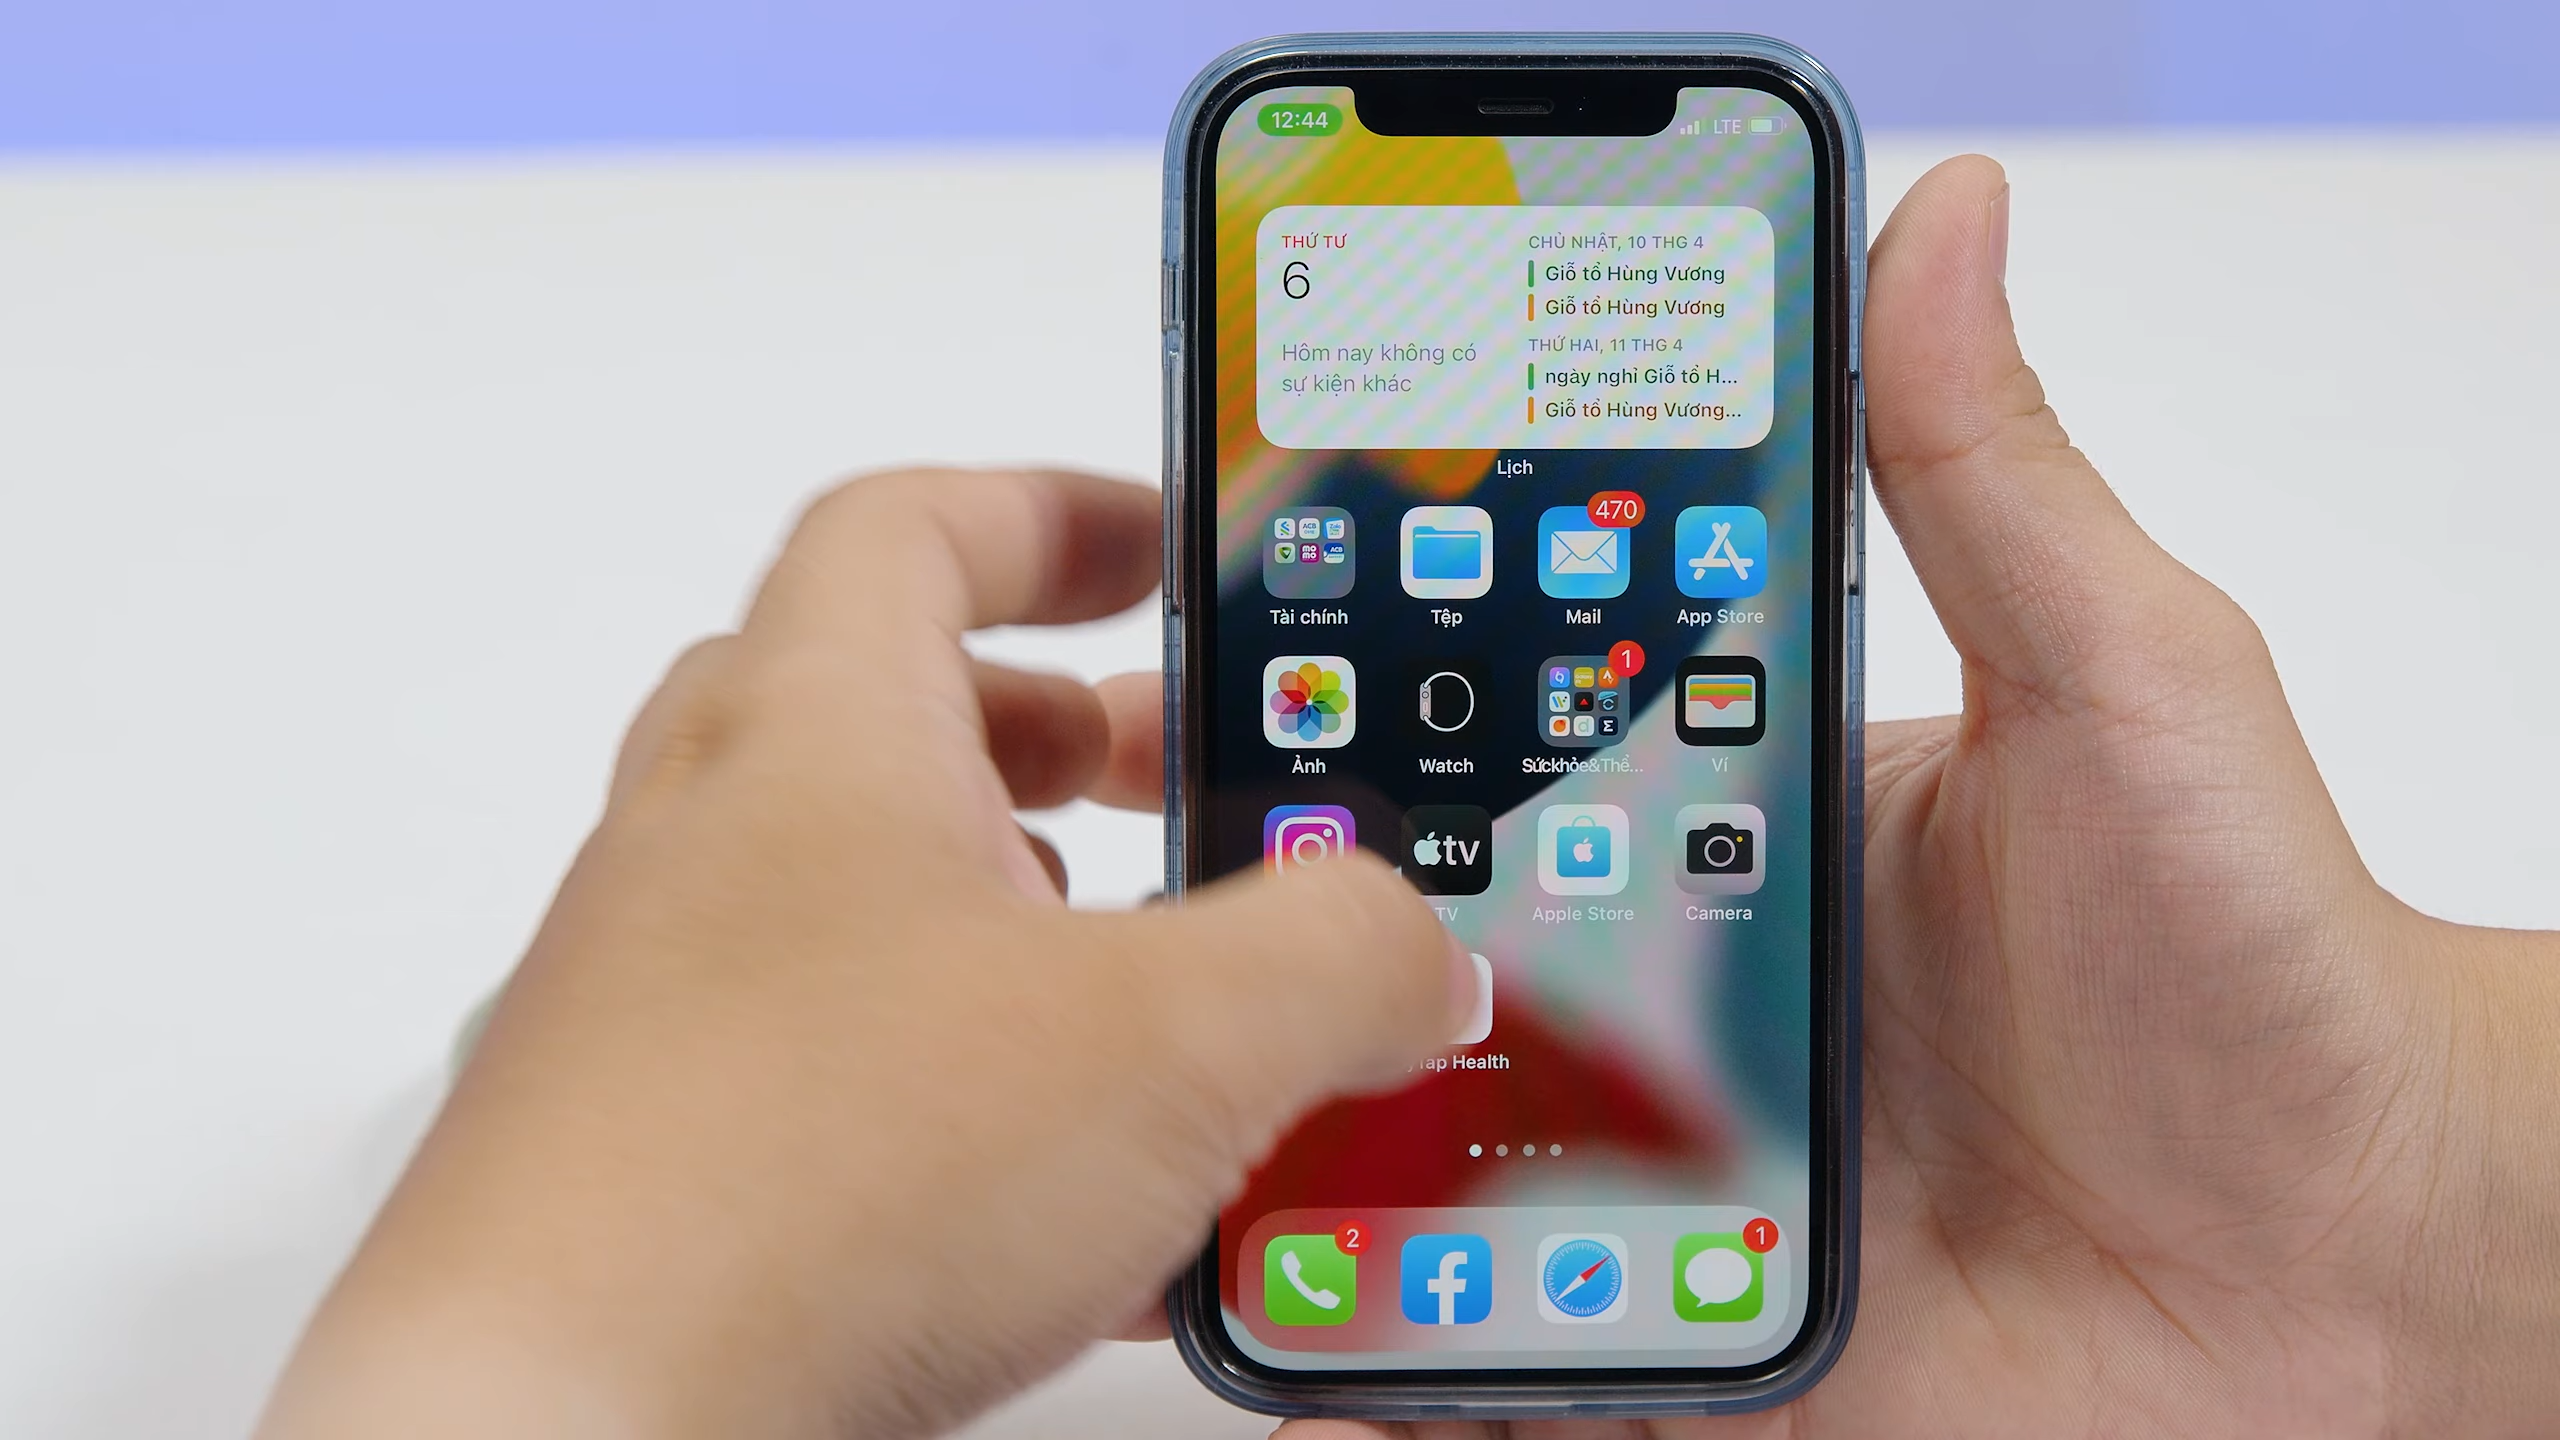 12:44
LTE
THỨ TƯ
6
Hôm nay không có
sự kiện khác
CHỦ NHẬT, 10 THG 4
Giỗ tổ Hùng Vương
Giỗ tổ Hùng Vương
THỨ HAI, 11 THG 4
ngày nghỉ Giỗ tổ H...
Giỗ tổ Hùng Vương...
Lịch
470
Tài chính
Tệp
Mail
App Store
1
Ảnh
Watch
Sứckhỏe&Thể...
Ví
tv
TV
Apple Store
Camera
Health
2
1